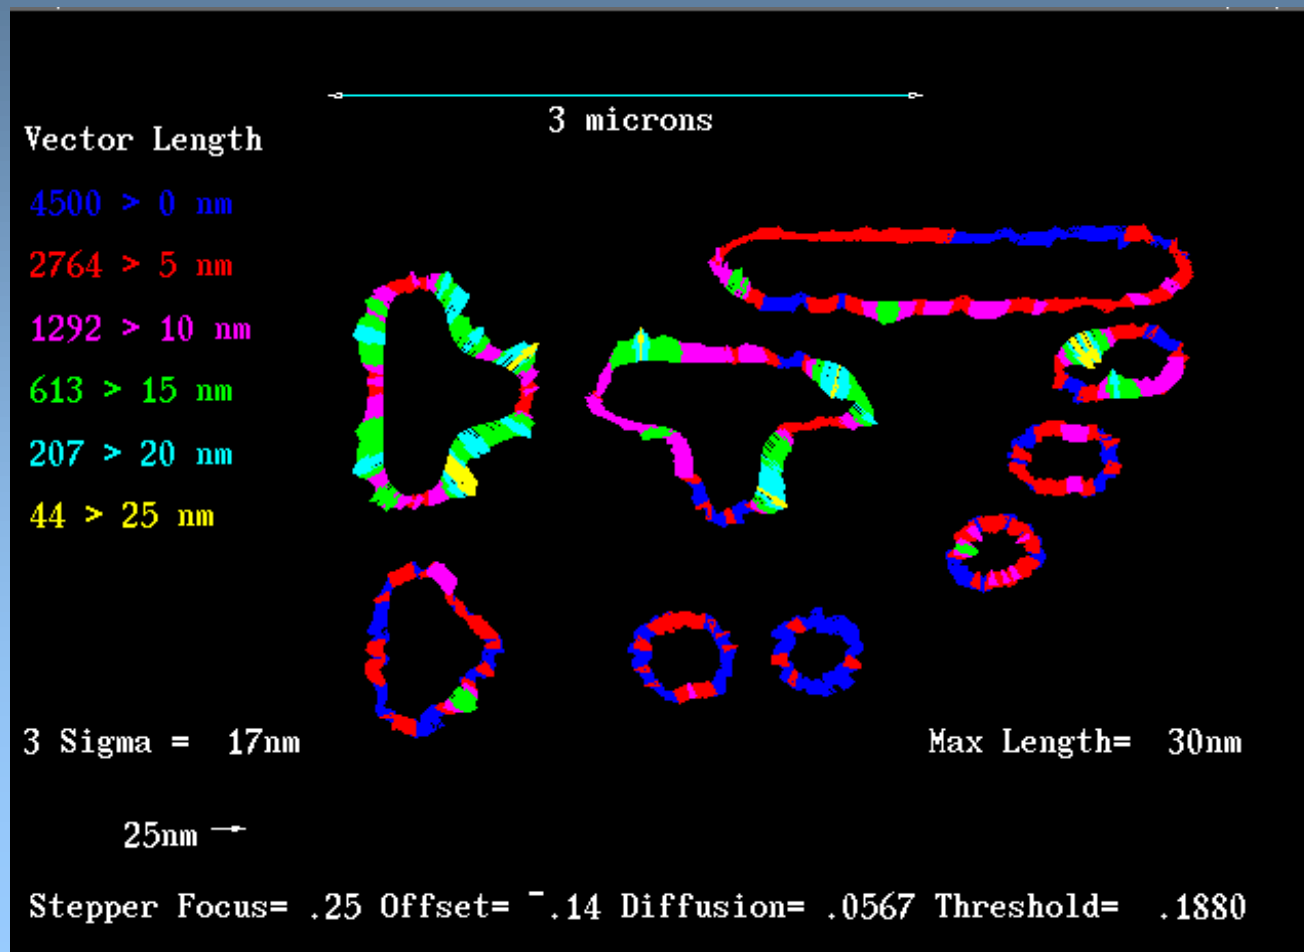 3 microns
Vector Length
4500 > 0 nm
2764 > 5 nm
1292 > 10 nm
613 > 15 nm
207 > 20 nm
44 > 25 nm
3 Sigma = 17nm
Max Length= 30nm
25nm
Stepper Focus= .25 Offset= ¯.14 Diffusion= .0567 Threshold= .1880